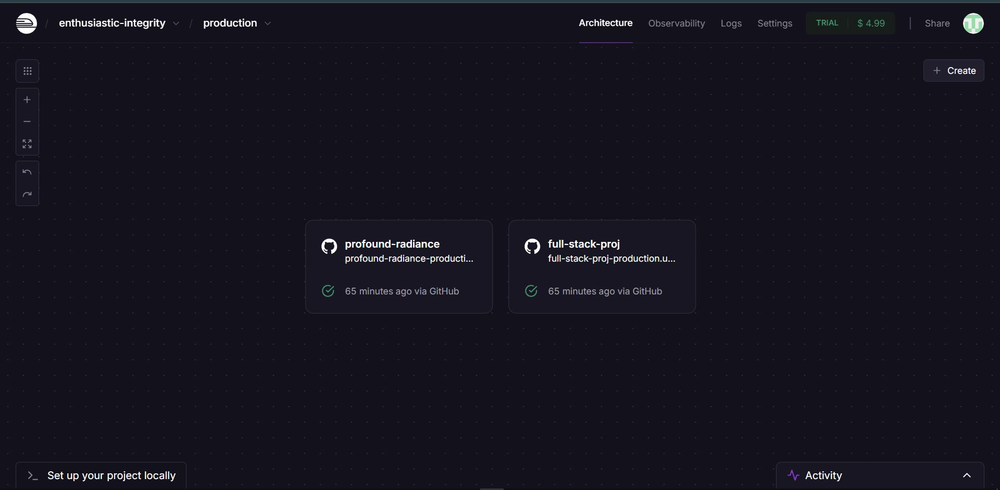 / enthusiastic-integrity / production
Architecture Observability Logs Settings TRIAL $ 4.99 Share
+ Create
profound-radiance
profound-radiance-producti...
65 minutes ago via GitHub
full-stack-proj
full-stack-proj-production.u...
65 minutes ago via GitHub
Set up your project locally
Activity